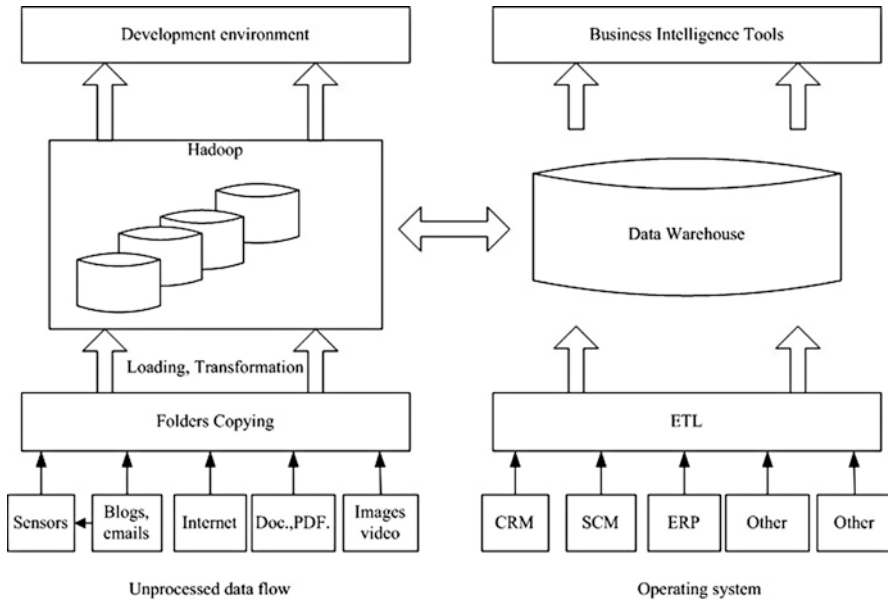 Development environment
Business Intelligence Tools
Hadoop
Data Warehouse
Loading, Transformation
Folders Copying
ETL
Sensors
Blogs,
emails
Internet
Doc.,PDF.
Images
video
CRM
SCM
ERP
Other
Other
Unprocessed data flow
Operating system